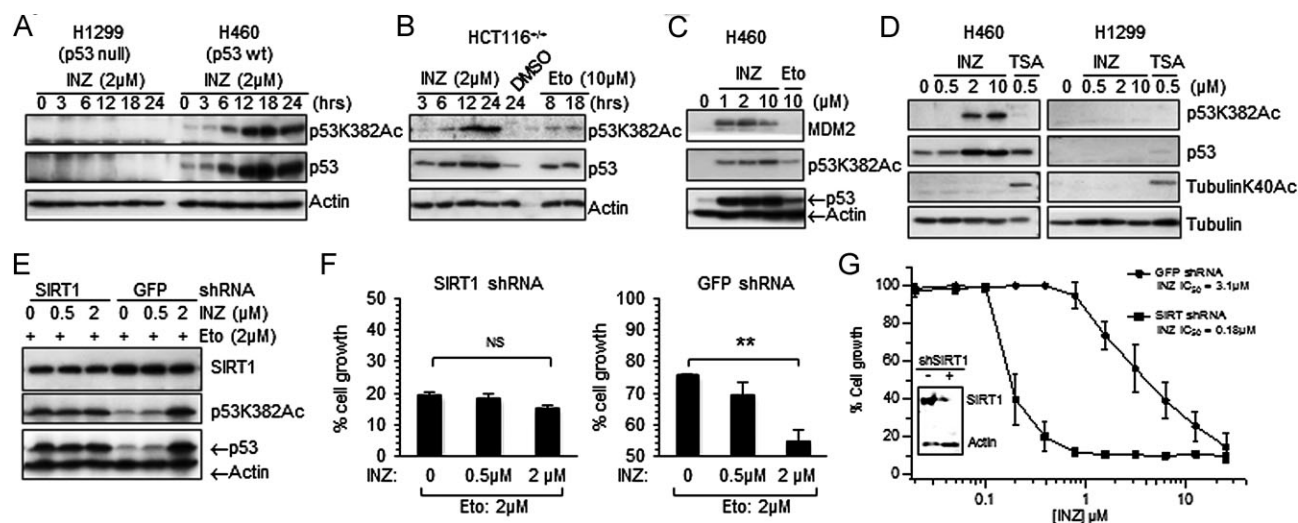 A
H1299
(p53 null)
H460
(p53 wt)
INZ (2µM)
INZ (2µM)
0 3 6 12 18 24 0 3 6 12 18 24 (hrs)
p53K382Ac
p53
Actin
B
HCT116+/+
INZ (2µM) DMSO Eto (10µM)
3 6 12 24 24 8 18 (hrs)
p53K382Ac
p53
Actin
C
H460
INZ Eto
0 1 2 10 10 (µM)
MDM2
p53K382Ac
←p53
←Actin
D
H460 H1299
INZ TSA INZ TSA
0 0.5 2 10 0.5 (µM) 0 0.5 2 10 0.5 (µM)
p53K382Ac
p53
TubulinK40Ac
Tubulin
E
SIRT1 GFP shRNA
0 0.5 2 0 0.5 2 INZ (µM)
+ + + + + + Eto (2µM)
SIRT1
p53K382Ac
←p53
←Actin
F
SIRT1 shRNA
% cell growth
50
40
30
20
10
0
NS
INZ: 0 0.5µM 2 µM
Eto: 2µM
GFP shRNA
% cell growth
100
90
80
70
60
50
**
INZ: 0 0.5µM 2 µM
Eto: 2µM
G
% Cell growth
100
80
60
40
20
0
GFP shRNA
INZ IC50 = 3.1µM
SIRT shRNA
INZ IC50 = 0.18µM
shSIRT1
- +
SIRT1
Actin
0.1 1 10
[INZ] µM